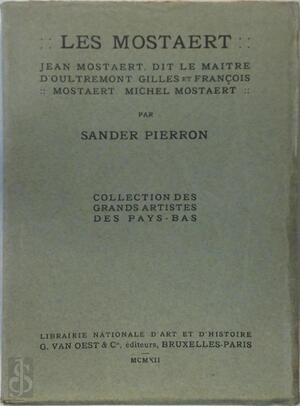 :: LES MOSTAERT ::
JEAN MOSTAERT, DIT LE MAITRE
D'OULTREMONT GILLES ET FRANÇOIS
:: MOSTAERT MICHEL MOSTAERT ::
PAR
SANDER PIERRON
COLLECTION DES
GRANDS ARTISTES
DES PAYS-BAS
LIBRAIRIE NATIONALE D'ART ET D'HISTOIRE
G. VAN OEST & Cie, éditeurs, BRUXELLES-PARIS
MCMXII